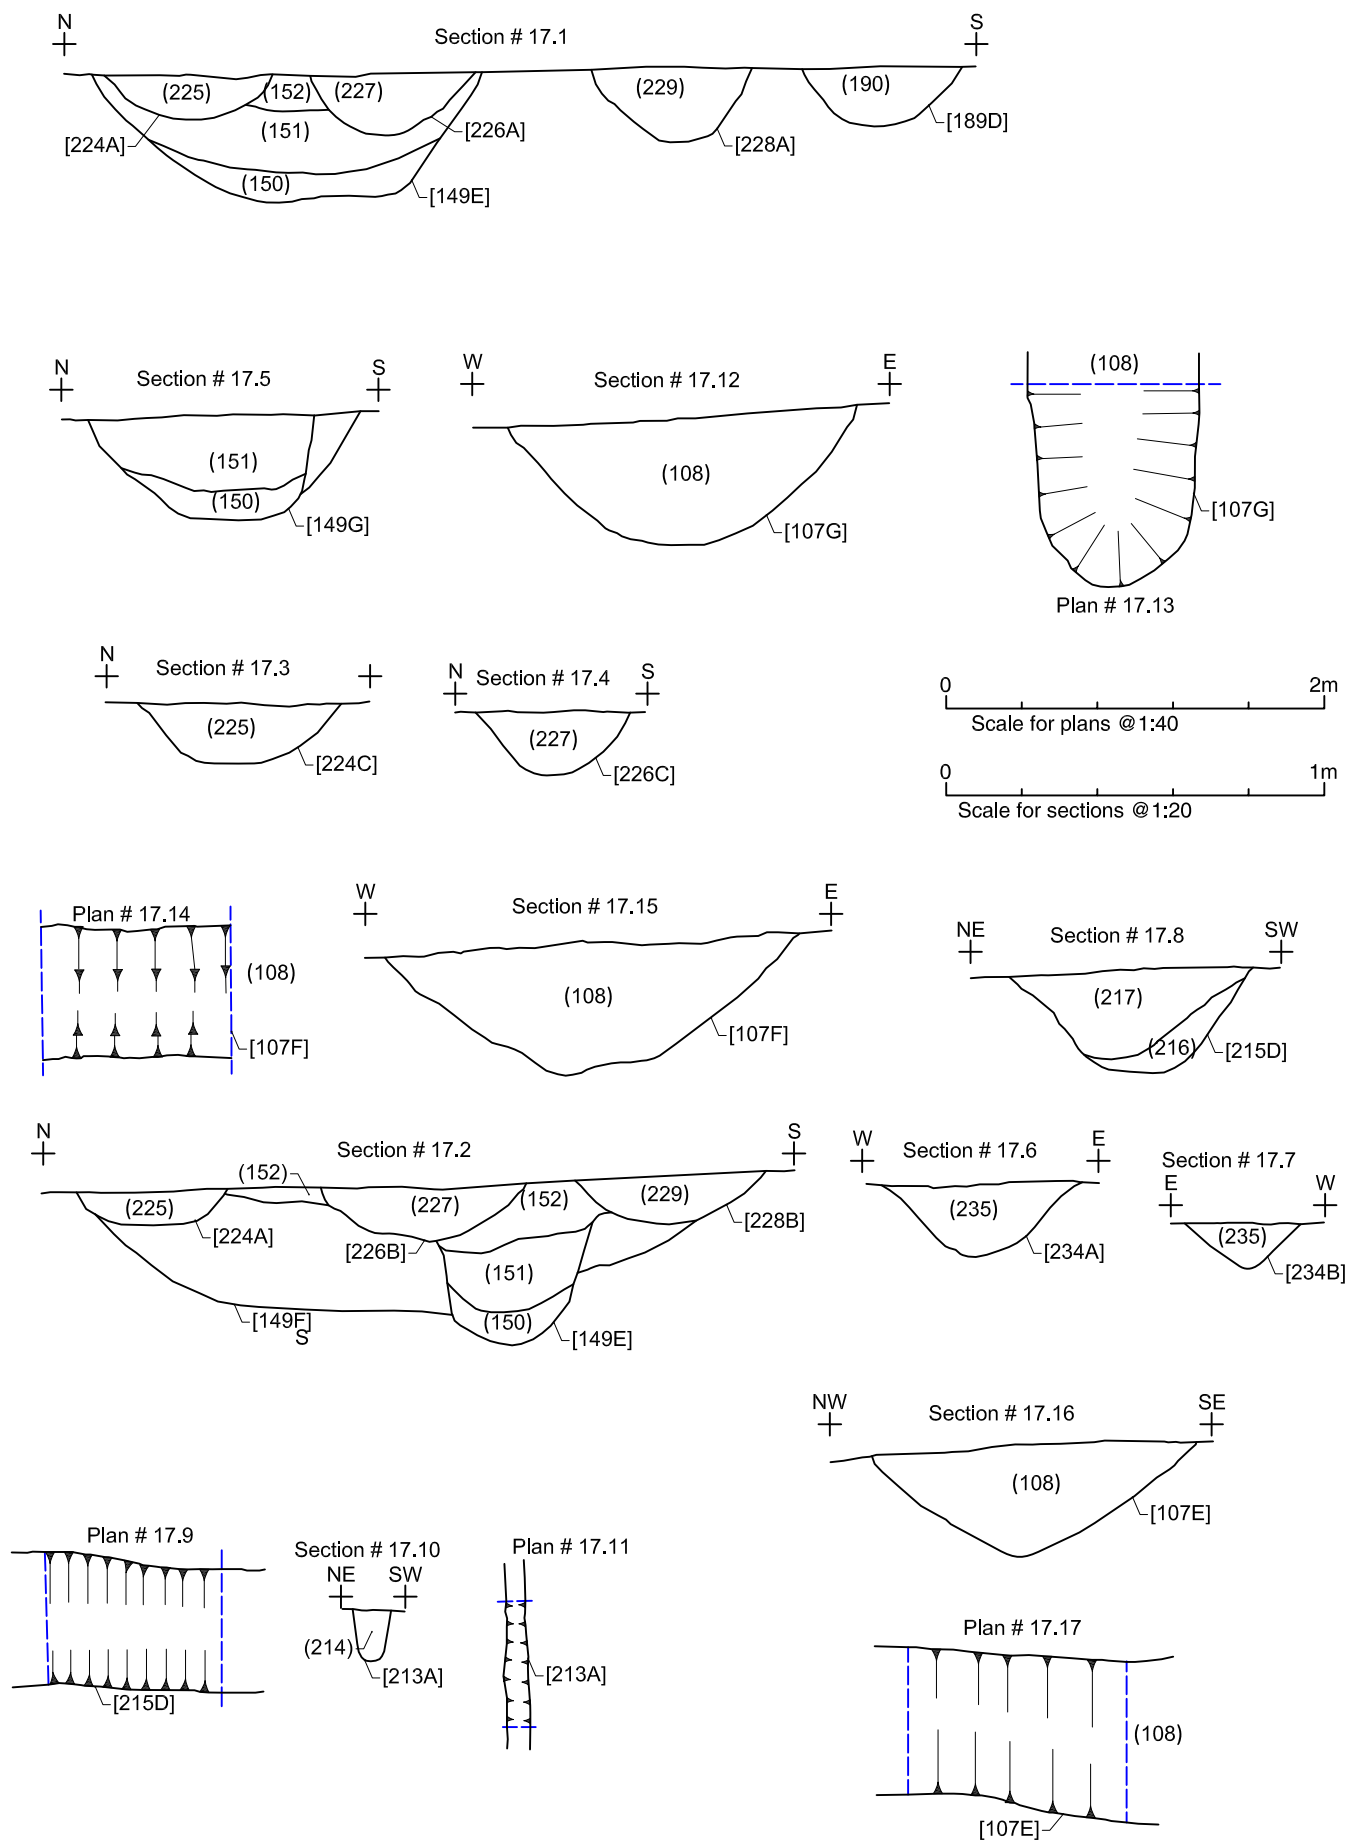 N
Section # 17.1
S
(225)
(152)
(227)
(229)
(190)
[224A]
(151)
[226A]
[228A]
[189D]
(150)
[149E]
N
Section # 17.5
S
(151)
(150)
[149G]
W
Section # 17.12
E
(108)
[107G]
(108)
[107G]
Plan # 17.13
N
Section # 17.3
(225)
[224C]
N
Section # 17.4
S
(227)
[226C]
0 2m
Scale for plans @1:40
0 1m
Scale for sections @1:20
Plan # 17.14
(108)
[107F]
W
Section # 17.15
E
(108)
[107F]
NE
Section # 17.8
SW
(217)
(216)
[215D]
N
Section # 17.2
S
(152)
(225)
(227)
(152)
(229)
[224A]
[226B]
[228B]
(151)
[149F]
S
(150)
[149E]
W
Section # 17.6
E
(235)
[234A]
Section # 17.7
E
W
(235)
[234B]
NW
Section # 17.16
SE
(108)
[107E]
Plan # 17.9
[215D]
Section # 17.10
NE
SW
(214)
[213A]
Plan # 17.11
[213A]
Plan # 17.17
(108)
[107E]